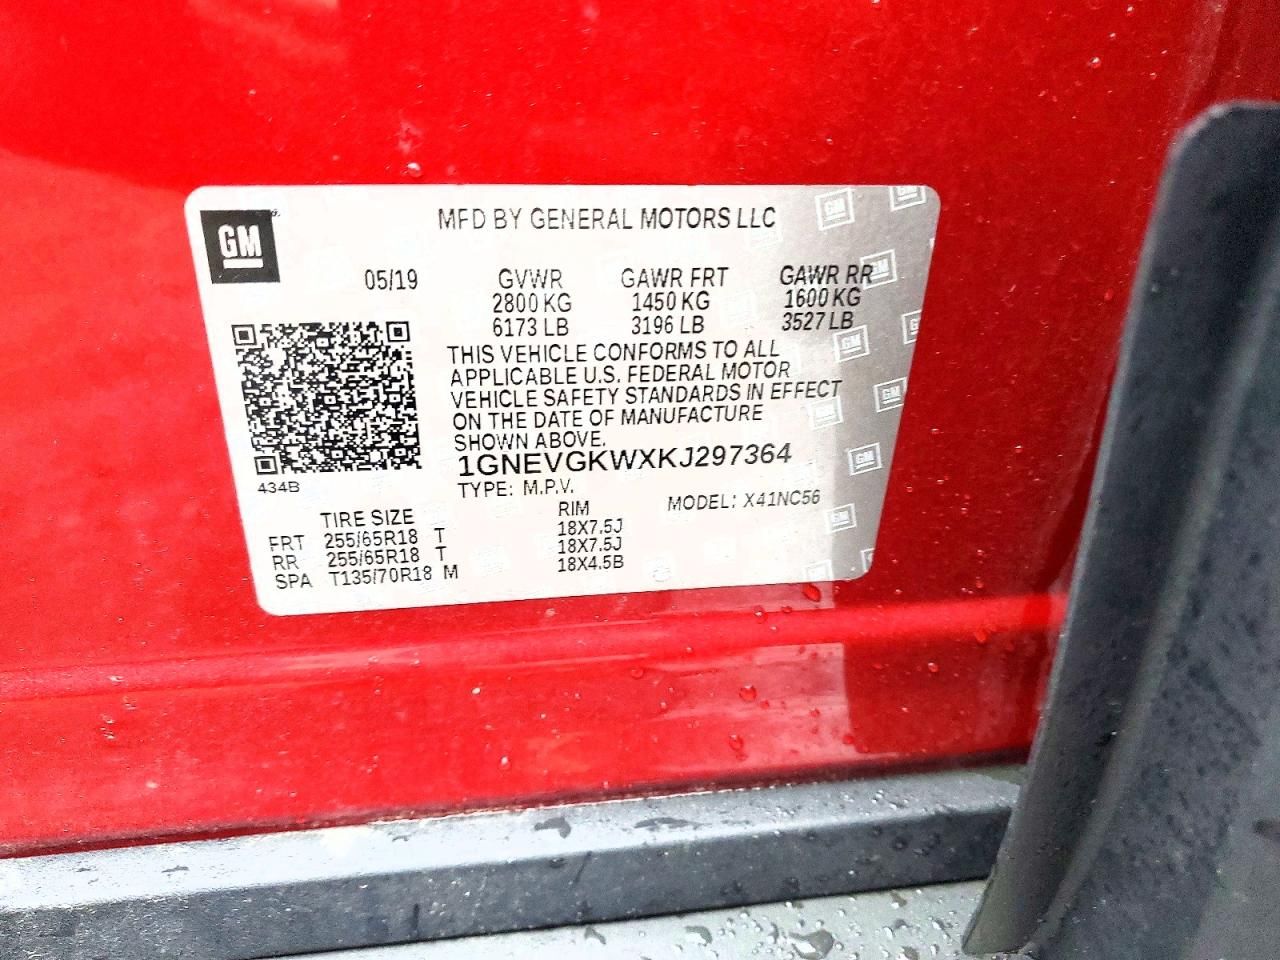 GM
MFD BY GENERAL MOTORS LLC
05/19 GVWR GAWR FRT GAWR RR
2800 KG 1450 KG 1600 KG
6173 LB 3196 LB 3527 LB
THIS VEHICLE CONFORMS TO ALL
APPLICABLE U.S. FEDERAL MOTOR
VEHICLE SAFETY STANDARDS IN EFFECT
ON THE DATE OF MANUFACTURE
SHOWN ABOVE.
1GNEVGKWXKJ297364
434B
TYPE: M.P.V. MODEL: X41NC56
TIRE SIZE RIM
FRT 255/65R18 T 18X7.5J
RR 255/65R18 T 18X7.5J
SPA T135/70R18 M 18X4.5B